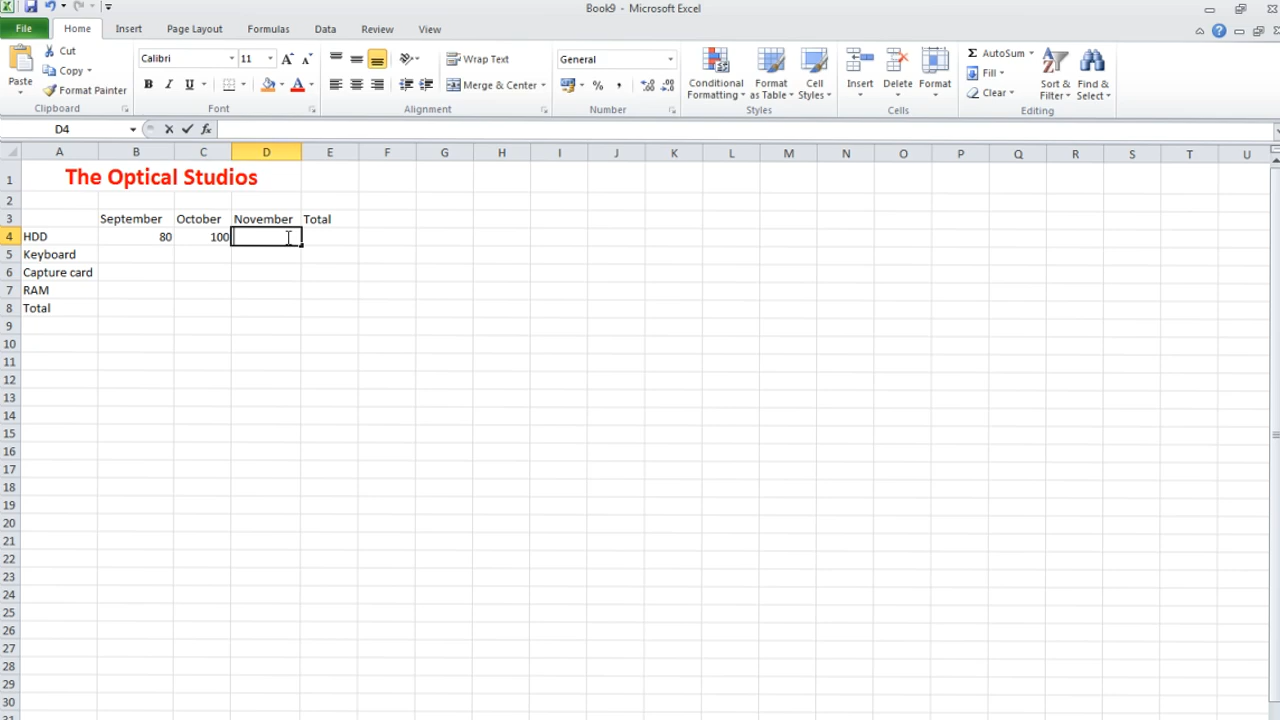 Book9 - Microsoft Excel
File Home Insert Page Layout Formulas Data Review View
Paste
Cut
Copy
Format Painter
Clipboard
Calibri 11 A A
B I U A
Font
Wrap Text
Merge & Center
Alignment
General
% ,
Number
Conditional Formatting
Format as Table
Cell Styles
Styles
Insert Delete Format
Cells
Σ AutoSum
Fill
Clear
Sort & Filter
Find & Select
Editing
D4 fx
A B C D E F G H I J K L M N O P Q R S T U
1 The Optical Studios
2
3 September October November Total
4 HDD 80 100
5 Keyboard
6 Capture card
7 RAM
8 Total
9
10
11
12
13
14
15
16
17
18
19
20
21
22
23
24
25
26
27
28
29
30
31